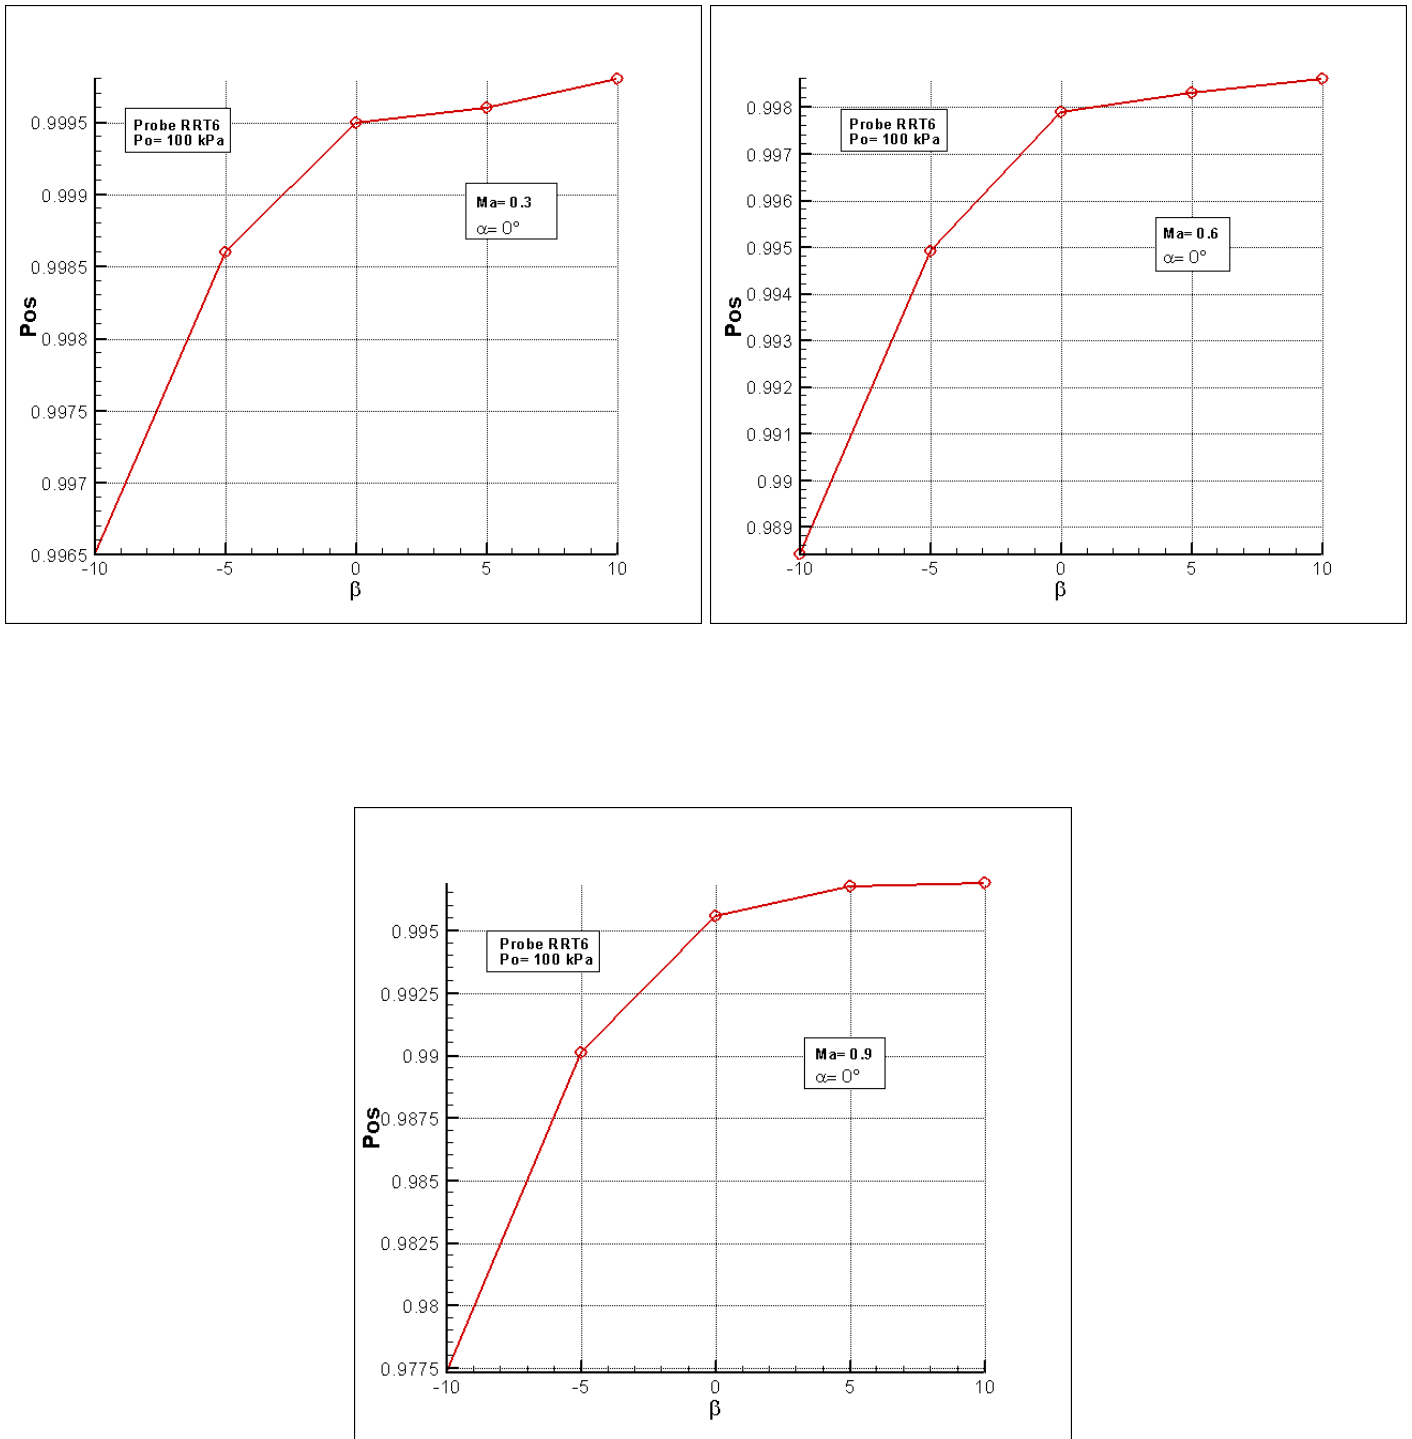 0.9995
Probe RRT6
Po= 100 kPa
0.999
Ma= 0.3
α= 0°
0.9985
Pos
0.998
0.9975
0.997
0.9965
-10 -5 0 5 10
β
0.998
Probe RRT6
Po= 100 kPa
0.997
0.996
Ma= 0.6
α= 0°
0.995
0.994
Pos
0.993
0.992
0.991
0.99
0.989
-10 -5 0 5 10
β
0.995
Probe RRT6
Po= 100 kPa
0.9925
Ma= 0.9
α= 0°
0.99
Pos
0.9875
0.985
0.9825
0.98
0.9775
-10 -5 0 5 10
β